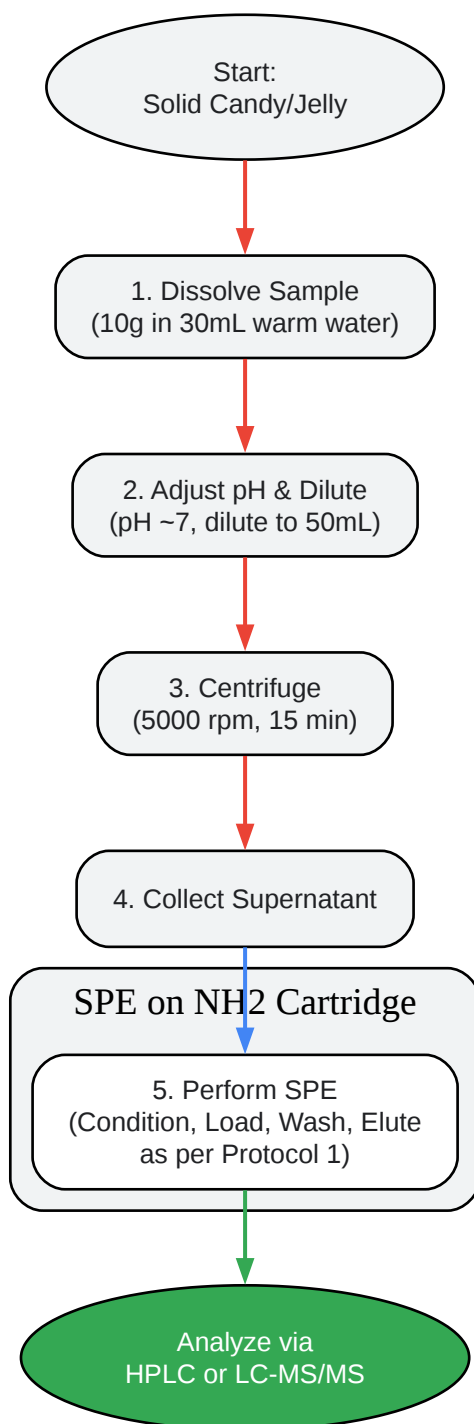 Start:
Solid Candy/Jelly
1. Dissolve Sample
(10g in 30mL warm water)
2. Adjust pH & Dilute
(pH ~7, dilute to 50mL)
3. Centrifuge
(5000 rpm, 15 min)
4. Collect Supernatant
SPE on NH2 Cartridge
5. Perform SPE
(Condition, Load, Wash, Elute
as per Protocol 1)
Analyze via
HPLC or LC-MS/MS